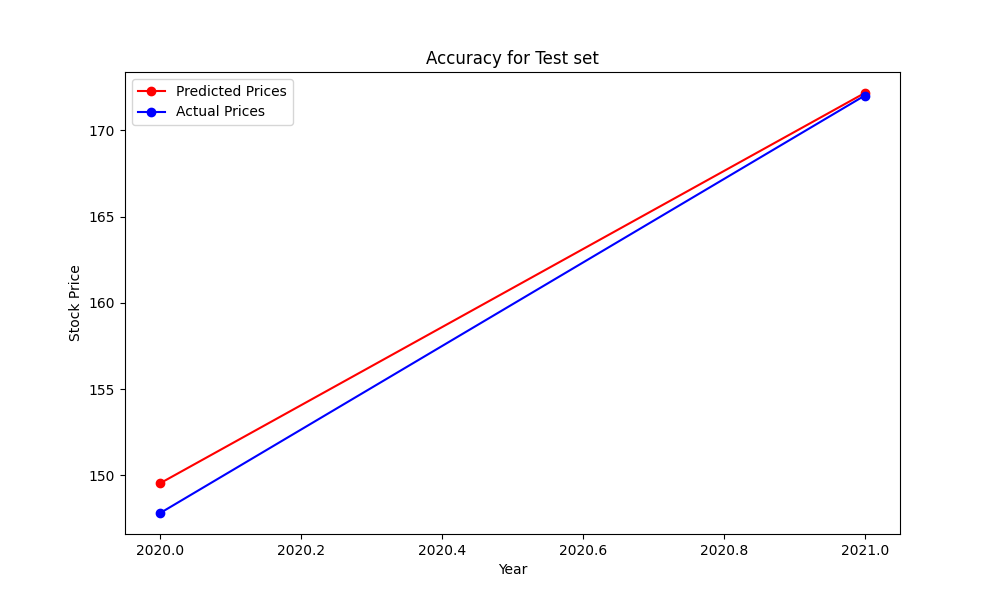 Accuracy for Test set
Predicted Prices
Actual Prices
170
165
160
155
150
Stock Price
2020.0 2020.2 2020.4 2020.6 2020.8 2021.0
Year